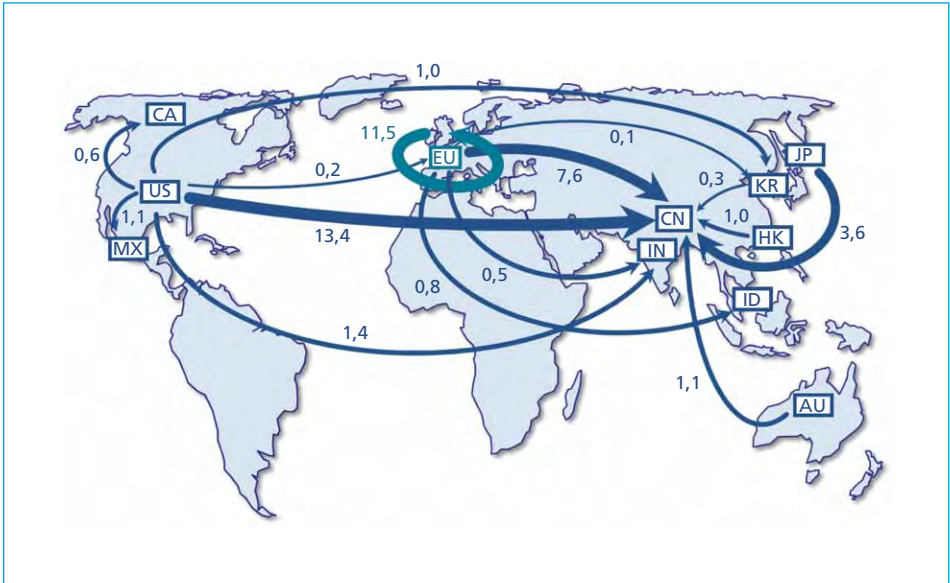 1,0
CA
11,5
0,1
0,6
EU
JP
0,2
7,6
US
0,3
KR
1,1
CN
1,0
13,4
HK
3,6
MX
IN
0,8
0,5
ID
1,4
1,1
AU